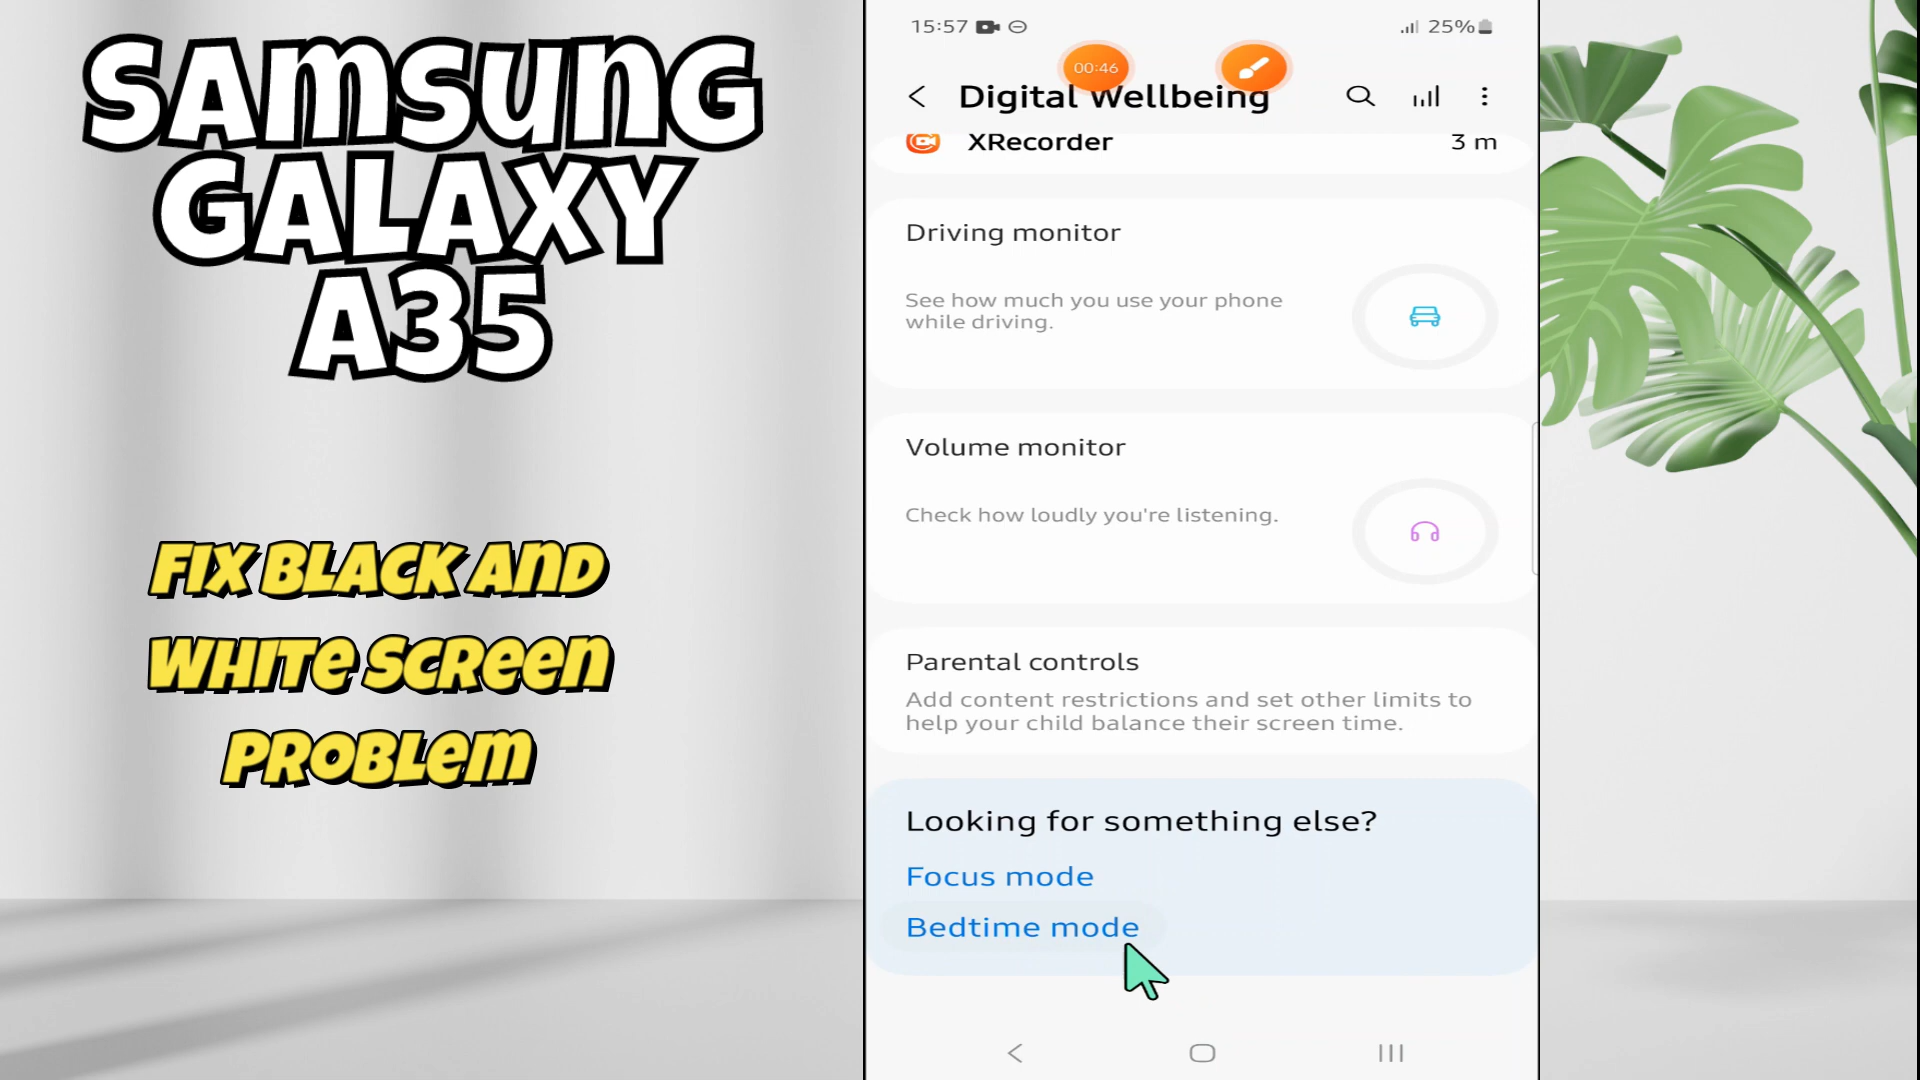 SAMSUNG
GALAXY
A35
FIX BLACK AND
WHITE SCREEN
PROBLEM
15:57
25%
00:46
Digital Wellbeing
XRecorder
3 m
Driving monitor
See how much you use your phone
while driving.
Volume monitor
Check how loudly you're listening.
Parental controls
Add content restrictions and set other limits to
help your child balance their screen time.
Looking for something else?
Focus mode
Bedtime mode